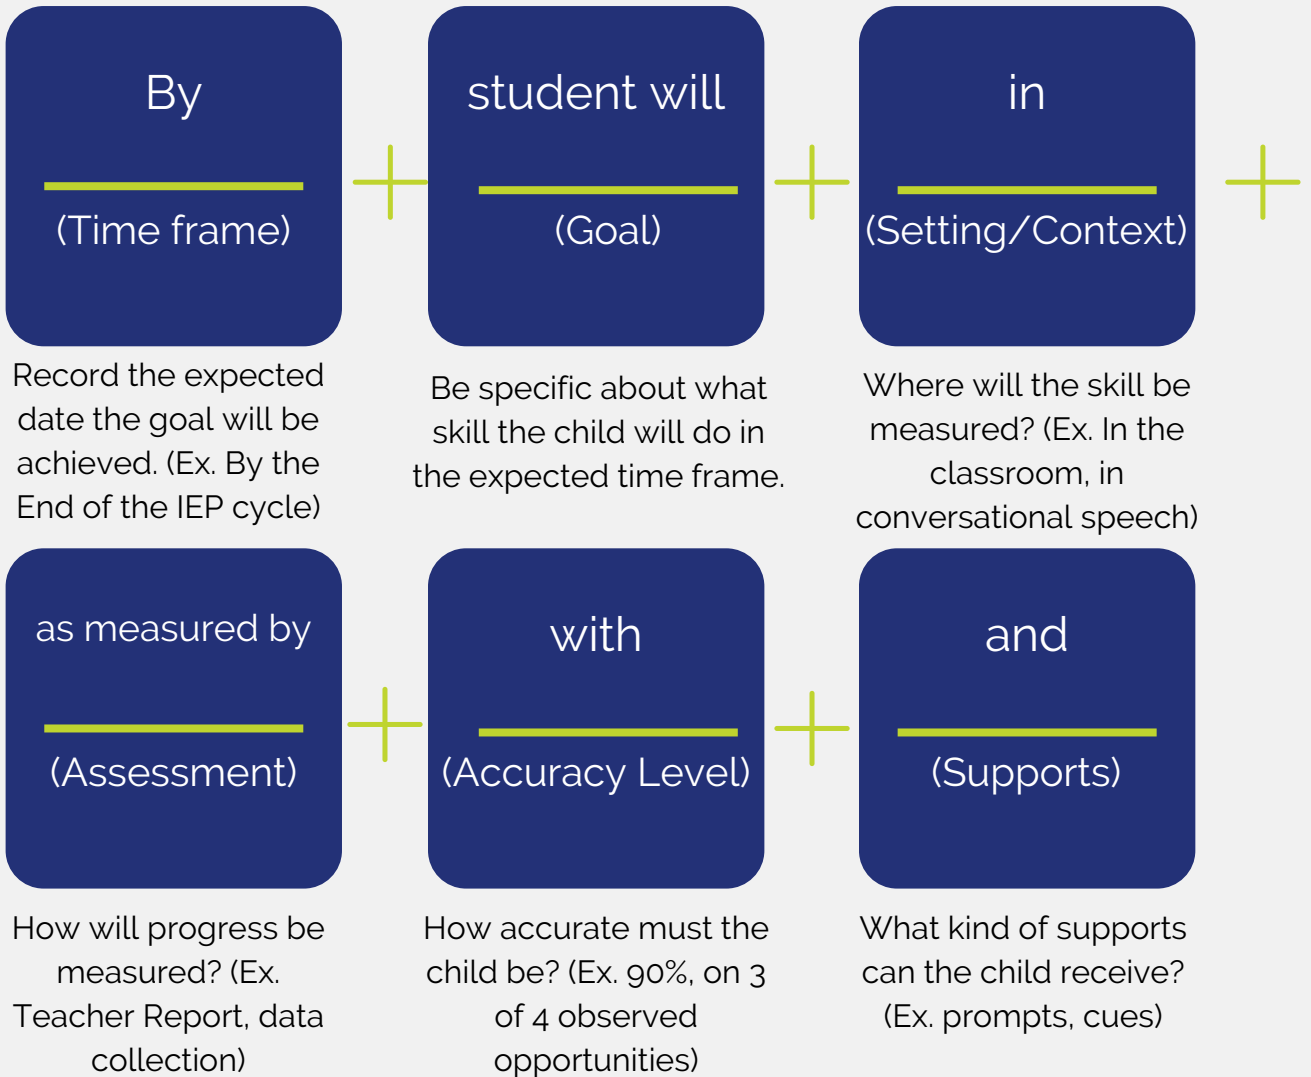 By
(Time frame)
Record the expected
date the goal will be
achieved. (Ex. By the
End of the IEP cycle)
student will
(Goal)
Be specific about what
skill the child will do in
the expected time frame.
in
(Setting/Context)
Where will the skill be
measured? (Ex. In the
classroom, in
conversational speech)
as measured by
(Assessment)
How will progress be
measured? (Ex.
Teacher Report, data
collection)
with
(Accuracy Level)
How accurate must the
child be? (Ex. 90%, on 3
of 4 observed
opportunities)
and
(Supports)
What kind of supports
can the child receive?
(Ex. prompts, cues)